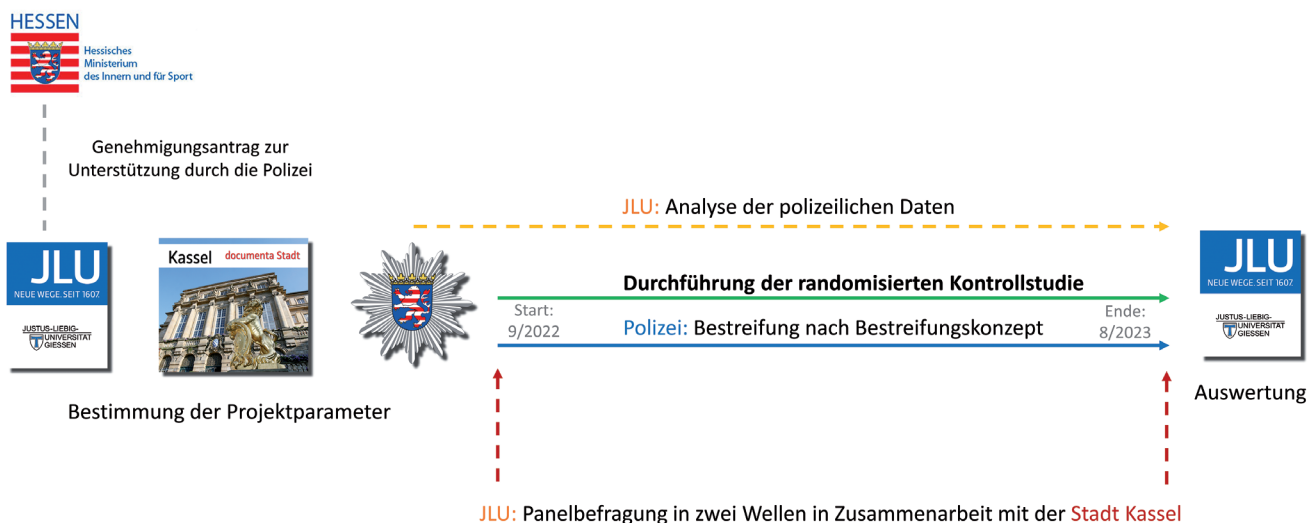 HESSEN
Hessisches
Ministerium
des Innern und für Sport
Genehmigungsantrag zur
Unterstützung durch die Polizei
JLU: Analyse der polizeilichen Daten
JLU
NEUE WEGE. SEIT 1607.
JUSTUS-LIEBIG-
UNIVERSITÄT
GIESSEN
Kassel documenta Stadt
Durchführung der randomisierten Kontrollstudie
Start:
9/2022
Polizei: Bestreifung nach Bestreifungskonzept
Ende:
8/2023
JLU
NEUE WEGE. SEIT 1607.
JUSTUS-LIEBIG-
UNIVERSITÄT
GIESSEN
Bestimmung der Projektparameter
Auswertung
JLU: Panelbefragung in zwei Wellen in Zusammenarbeit mit der Stadt Kassel